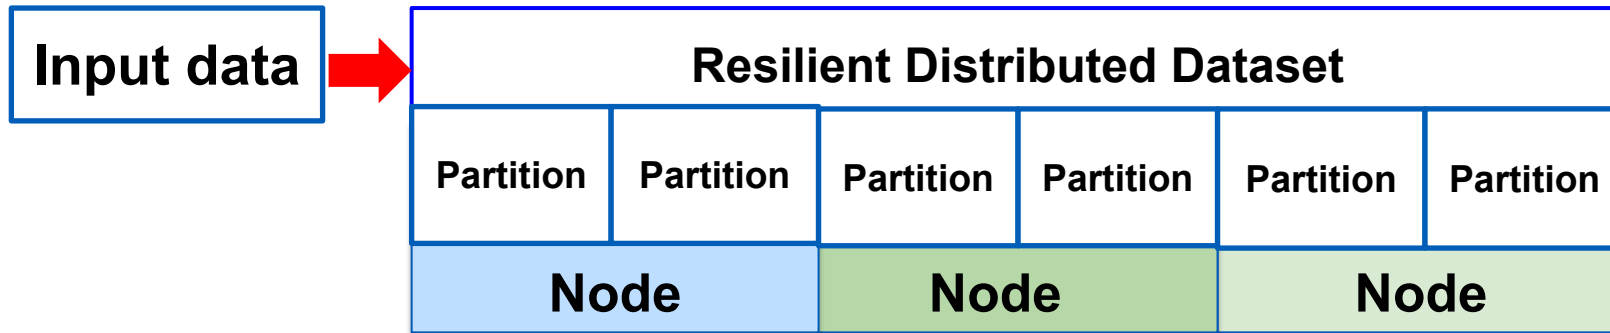 Input data
Resilient Distributed Dataset
Partition Partition Partition Partition Partition Partition
Node Node Node